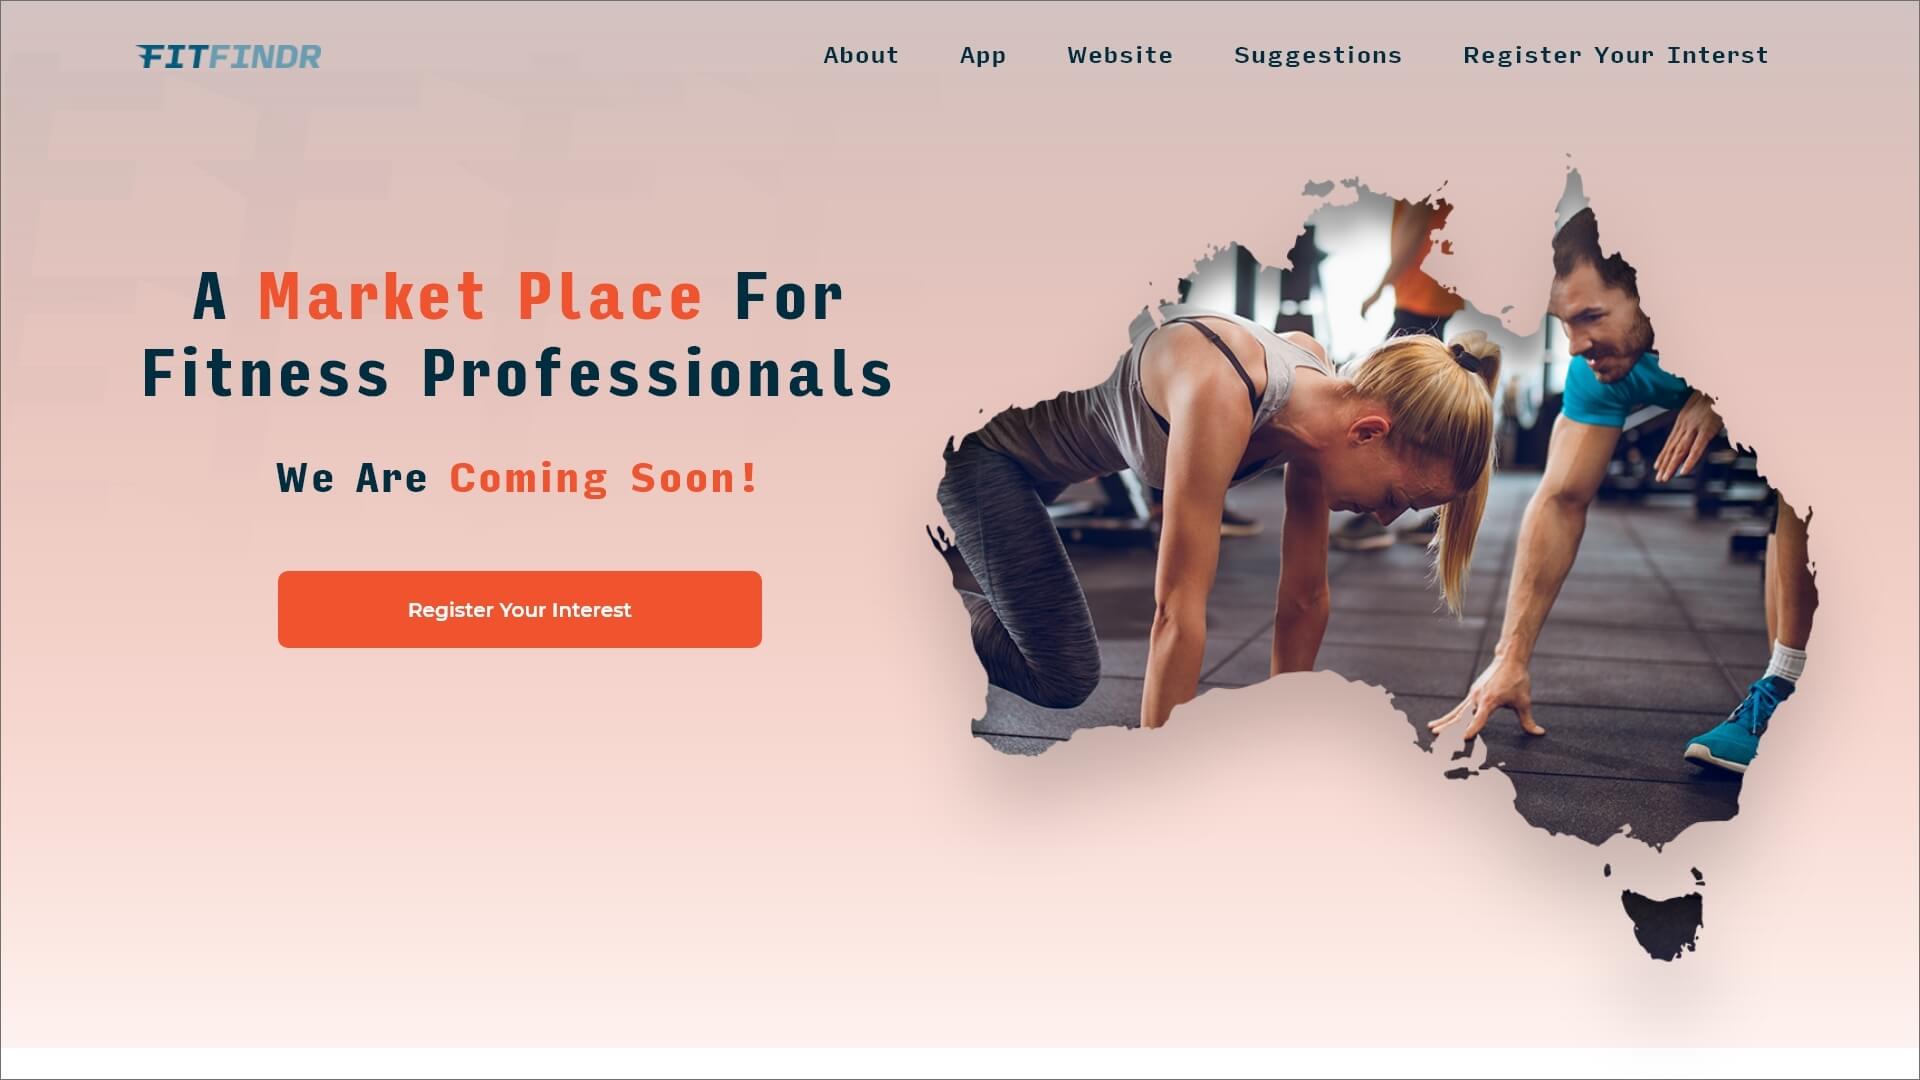 FITFINDR
About App Website Suggestions Register Your Interst
A Market Place For
Fitness Professionals
We Are Coming Soon!
Register Your Interest